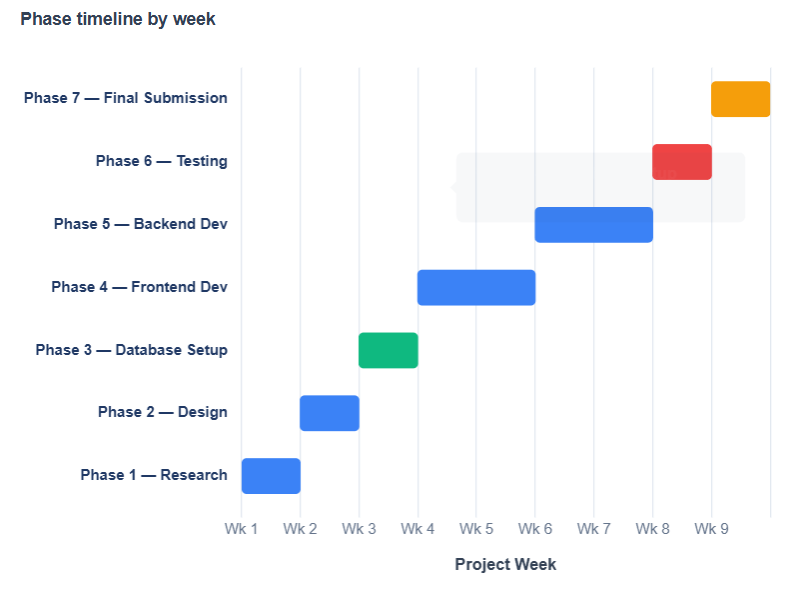 Phase timeline by week
Phase 7 — Final Submission
Phase 6 — Testing
Phase 5 — Backend Dev
Phase 4 — Frontend Dev
Phase 3 — Database Setup
Phase 2 — Design
Phase 1 — Research
Wk 1 Wk 2 Wk 3 Wk 4 Wk 5 Wk 6 Wk 7 Wk 8 Wk 9
Project Week